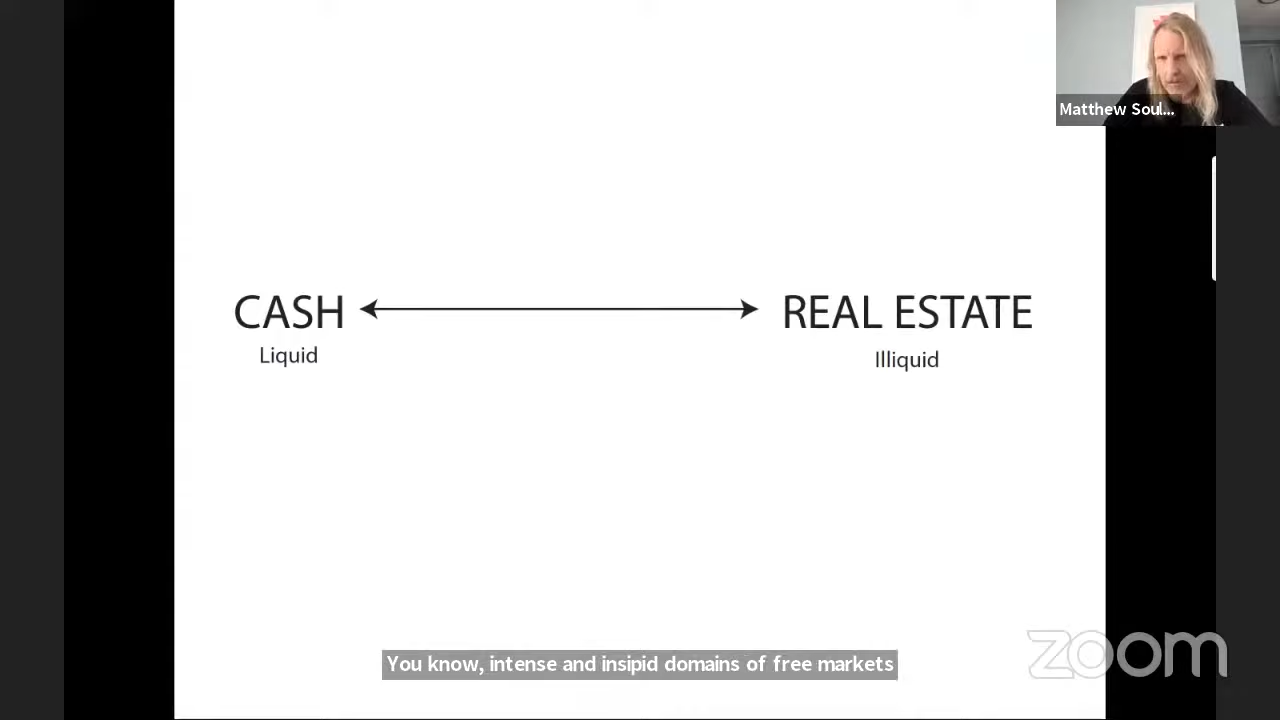 Matthew Soul...
CASH REAL ESTATE
Liquid Illiquid
You know, intense and insipid domains of free markets
zoom